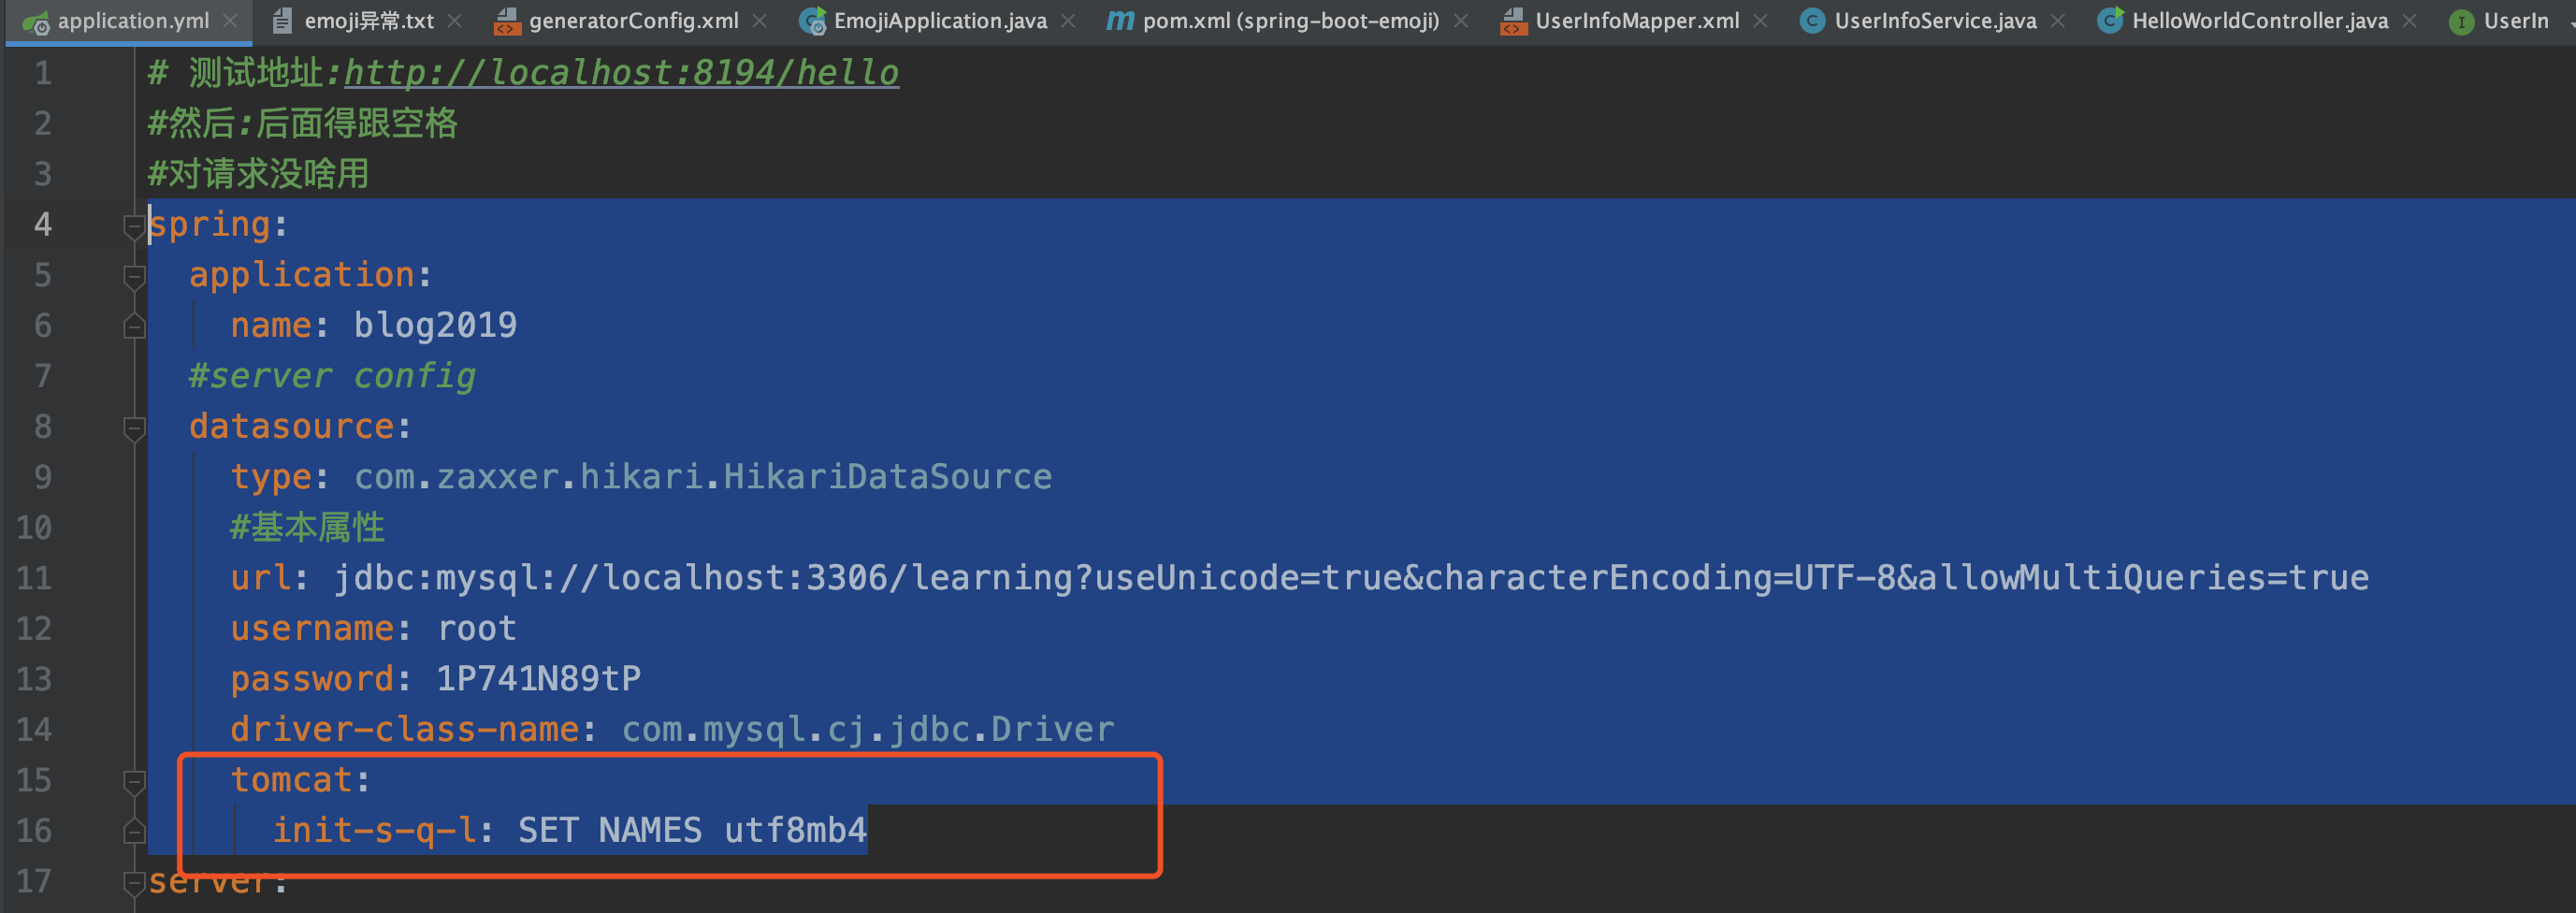 application.yml emoji异常.txt generatorConfig.xml EmojiApplication.java pom.xml (spring-boot-emoji) UserInfoMapper.xml UserInfoService.java HelloWorldController.java UserIn
1 # 测试地址:http://localhost:8194/hello
2 #然后:后面得跟空格
3 #对请求没啥用
4 spring:
5 application:
6 name: blog2019
7 #server config
8 datasource:
9 type: com.zaxxer.hikari.HikariDataSource
10 #基本属性
11 url: jdbc:mysql://localhost:3306/learning?useUnicode=true&characterEncoding=UTF-8&allowMultiQueries=true
12 username: root
13 password: 1P741N89tP
14 driver-class-name: com.mysql.cj.jdbc.Driver
15 tomcat:
16 init-s-q-l: SET NAMES utf8mb4
17 server: